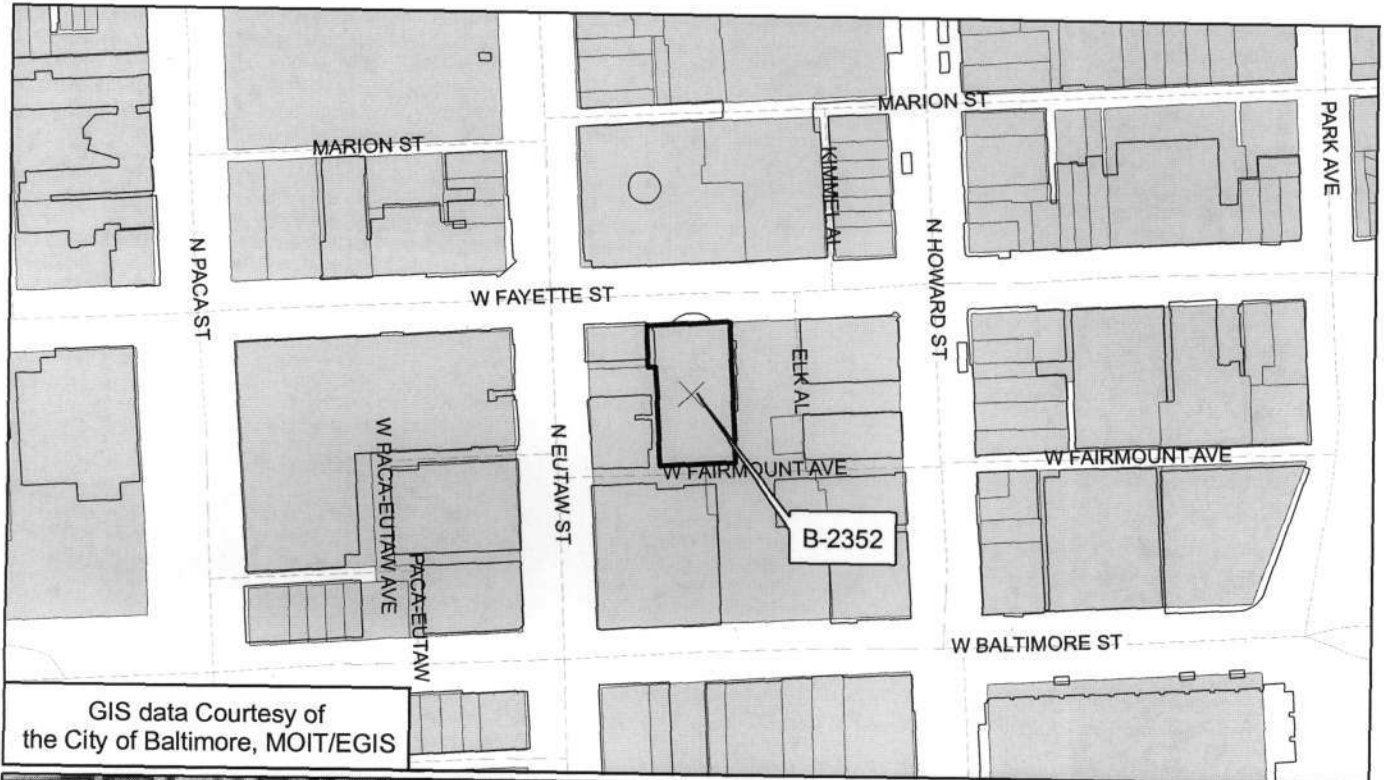 MARION ST
MARION ST
KIMMEL AL
PARK AVE
N PACA ST
N HOWARD ST
W FAYETTE ST
ELK AL
W PACA-EUTAW AVE
N EUTAW ST
W FAIRMOUNT AVE
W FAIRMOUNT AVE
B-2352
PACA-EUTAW
W BALTIMORE ST
GIS data Courtesy of
the City of Baltimore, MOIT/EGIS